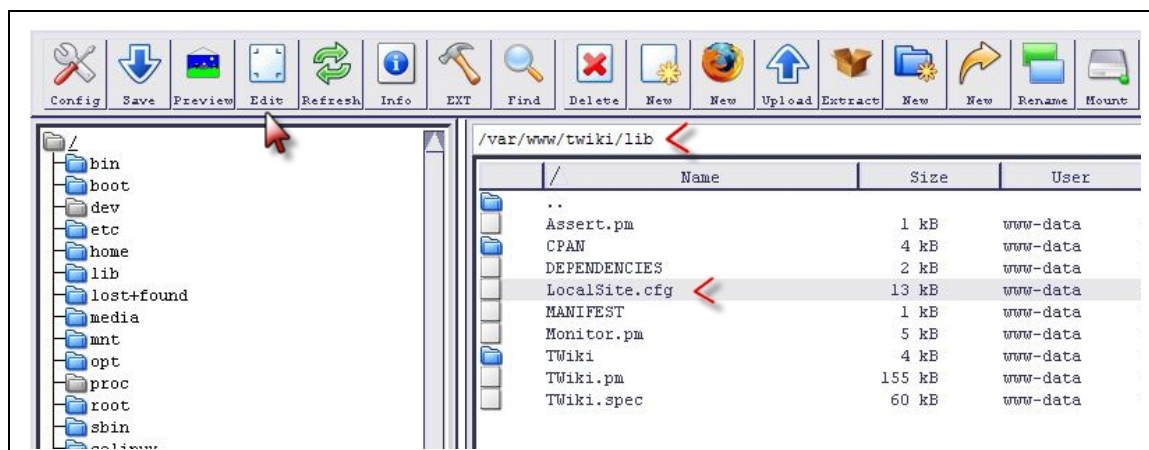 Config Save Preview Edit Refresh Info EXT Find Delete New New Upload Extract New New Rename Mount
/
bin
boot
dev
etc
home
lib
lost+found
media
mnt
opt
proc
root
sbin
/var/www/twiki/lib
/ Name Size User
..
Assert.pm 1 kB www-data
CPAN 4 kB www-data
DEPENDENCIES 2 kB www-data
LocalSite.cfg 13 kB www-data
MANIFEST 1 kB www-data
Monitor.pm 5 kB www-data
TWiki 4 kB www-data
TWiki.pm 155 kB www-data
TWiki.spec 60 kB www-data